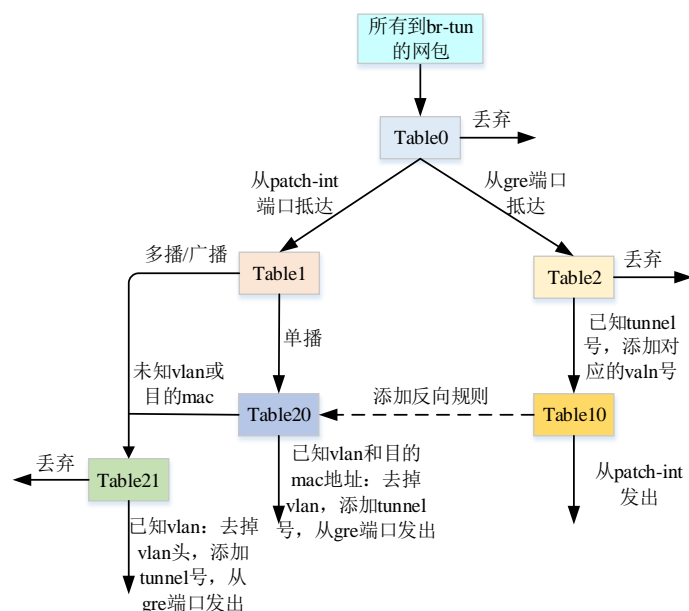 所有到br-tun
的网包
Table0
丢弃
从patch-int
端口抵达
从gre端口
抵达
多播/广播
Table1
Table2
丢弃
单播
已知tunnel
号，添加对
应的valn号
未知vlan或
目的mac
Table20
添加反向规则
Table10
已知vlan和目的
mac地址：去掉
vlan，添加tunnel
号，从gre端口发出
从patch-int
发出
丢弃
Table21
已知vlan：去掉
vlan头，添加
tunnel号，从
gre端口发出